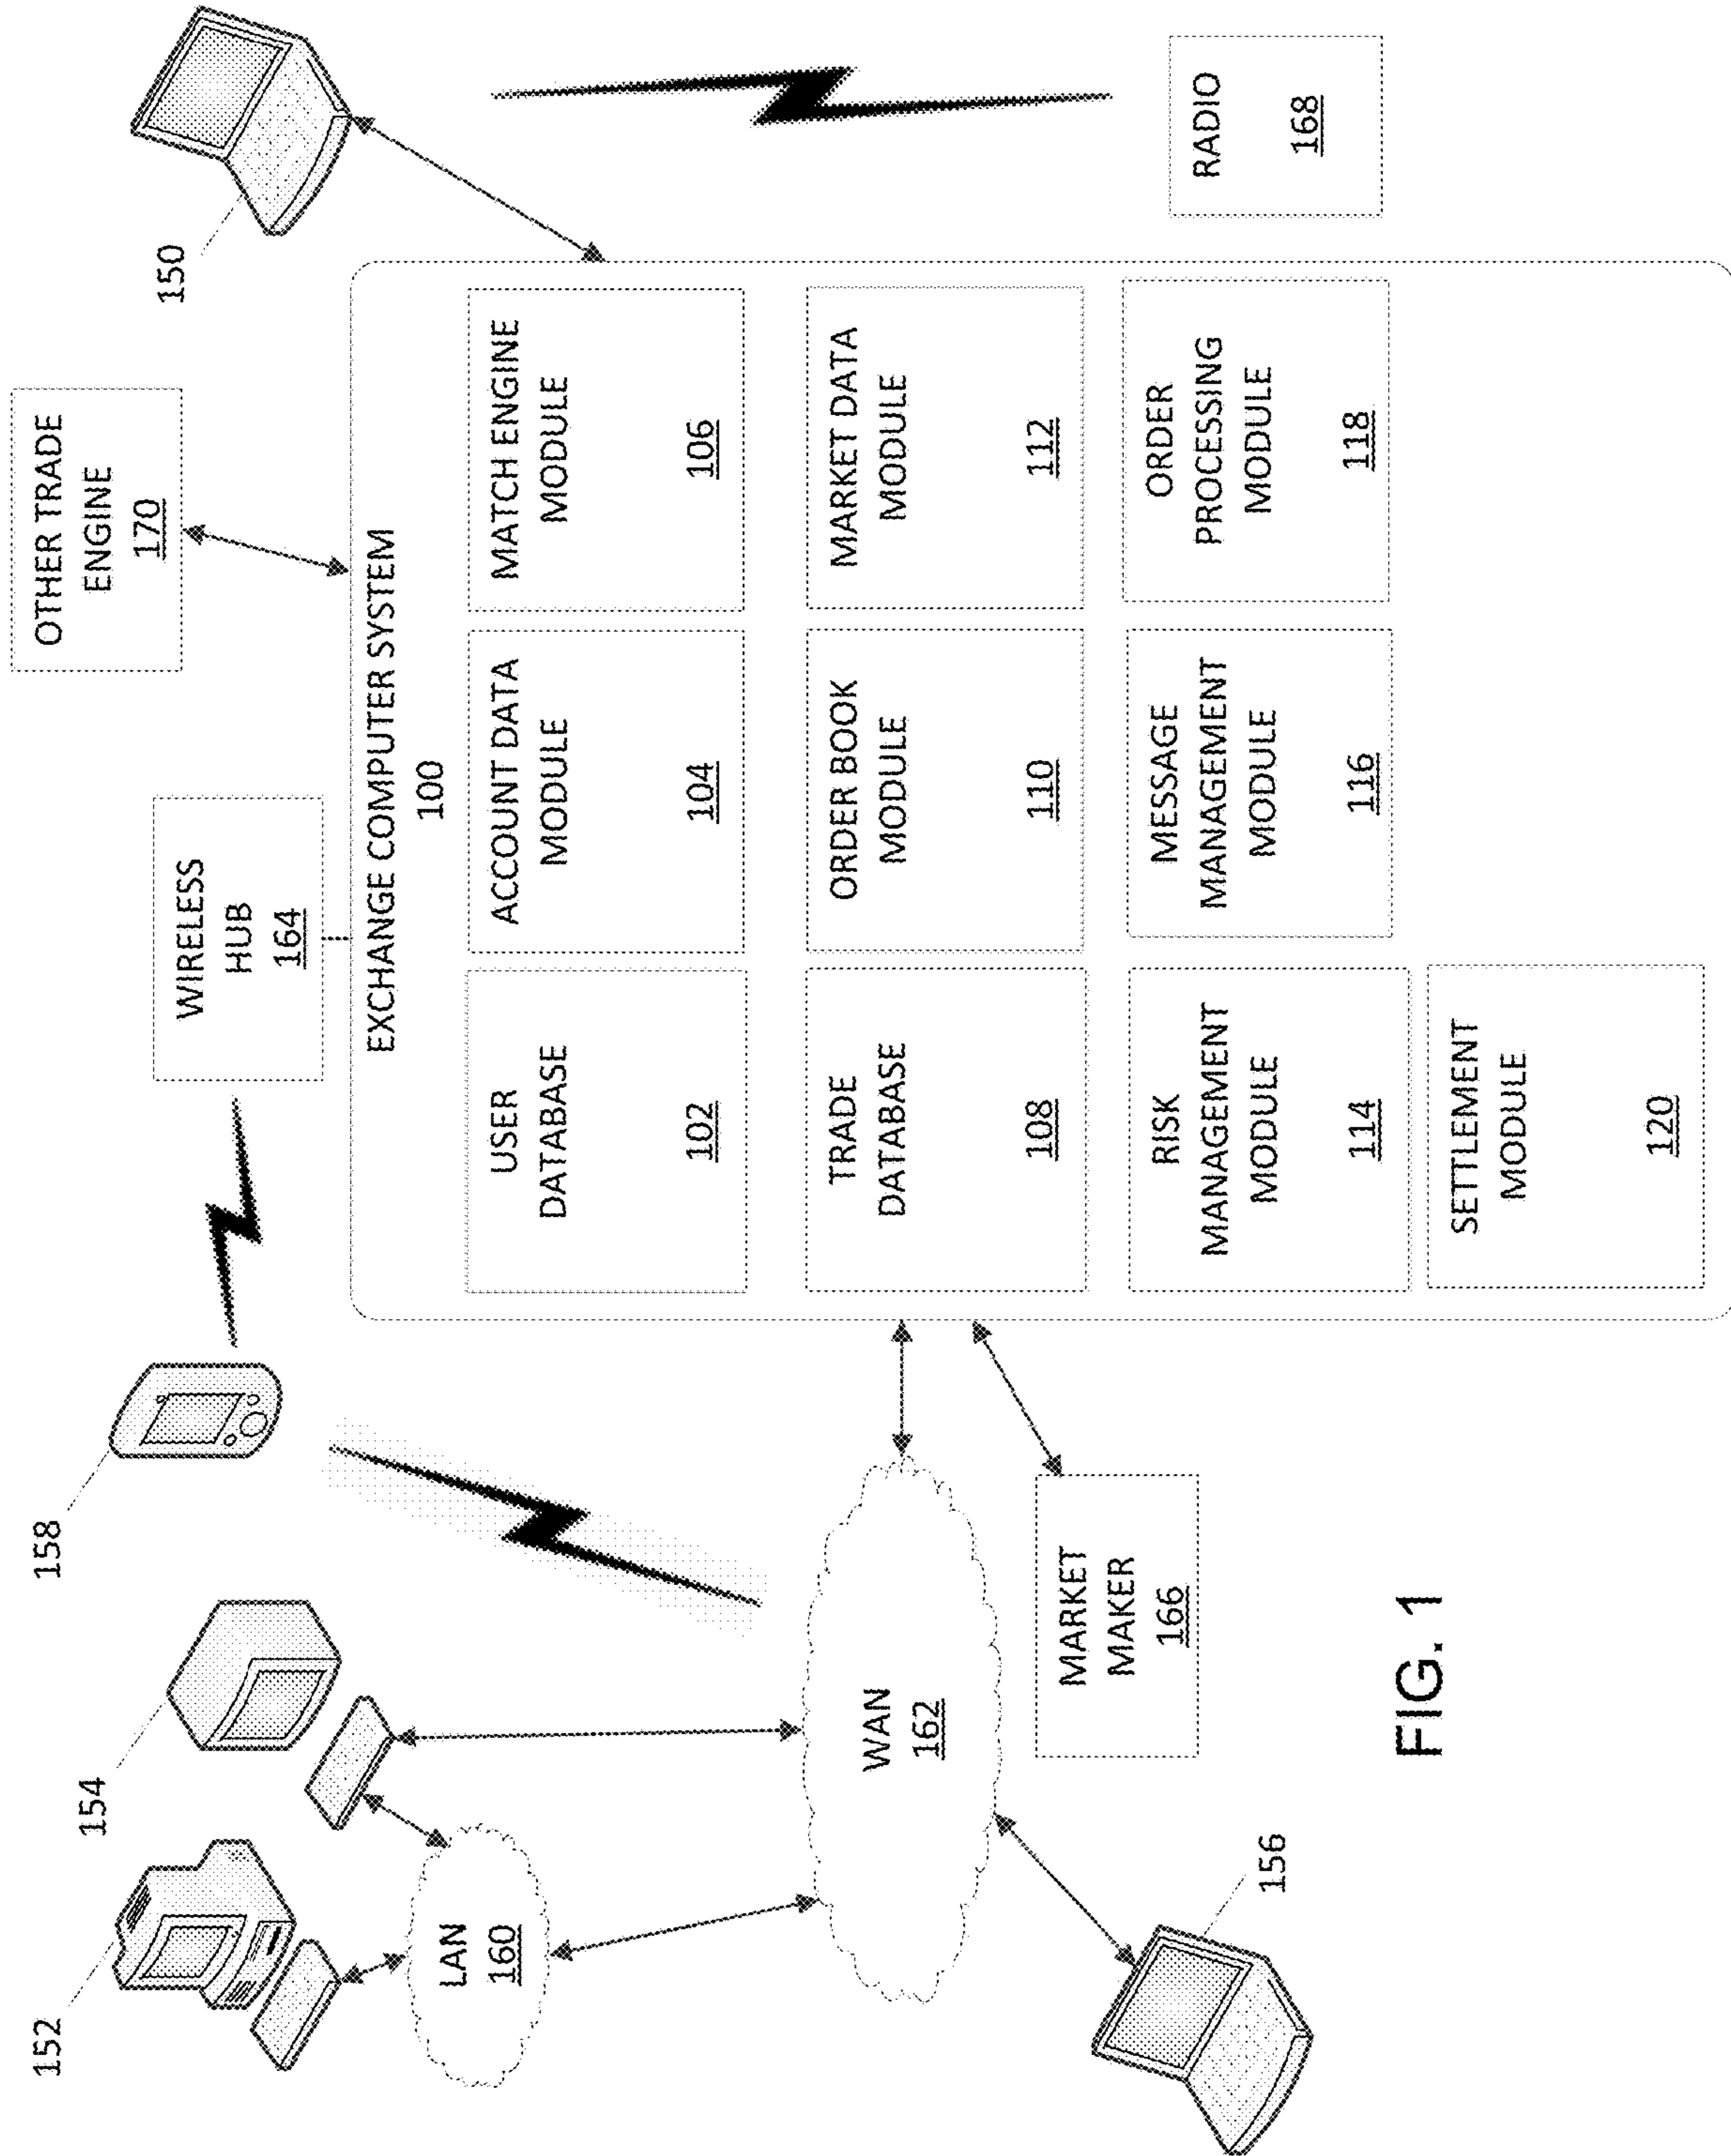 152
154
158
WIRELESS
HUB
164
OTHER TRADE
ENGINE
170
150
LAN
160
WAN
162
156
MARKET
MAKER
166
EXCHANGE COMPUTER SYSTEM
100
USER
DATABASE
102
ACCOUNT DATA
MODULE
104
MATCH ENGINE
MODULE
106
TRADE
DATABASE
108
ORDER BOOK
MODULE
110
MARKET DATA
MODULE
112
RISK
MANAGEMENT
MODULE
114
MESSAGE
MANAGEMENT
MODULE
116
ORDER
PROCESSING
MODULE
118
SETTLEMENT
MODULE
120
RADIO
168
FIG. 1